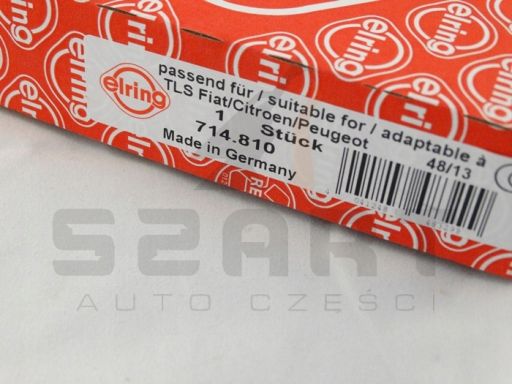 elring
passend für / suitable for / adaptable à
TLS Fiat/Citroen/Peugeot
1 Stück 48/13
714.810
Made in Germany
SZART
AUTO CZĘŚCI